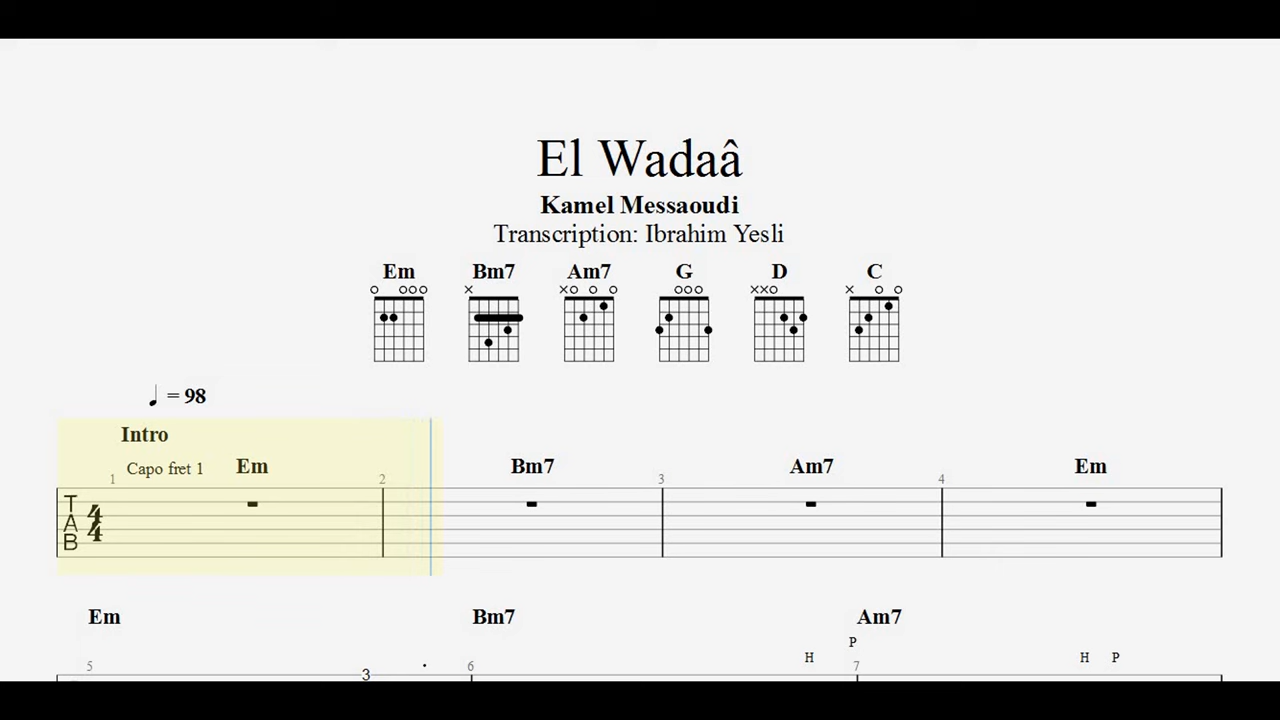 El Wadaâ
Kamel Messaoudi
Transcription: Ibrahim Yesli
Em Bm7 Am7 G D C
♩ = 98
Intro
Capo fret 1 Em Bm7 Am7 Em
1 2 3 4
T
A
B
4
4
Em Bm7 Am7
P
H H P
5 6 7
3